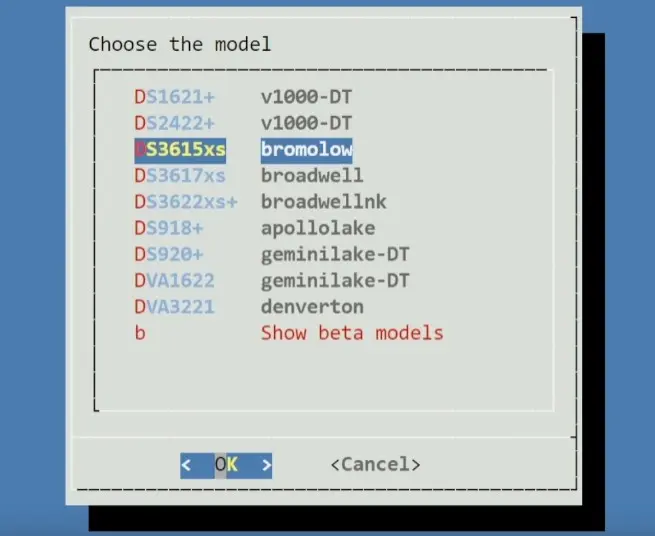 Choose the model
DS1621+ v1000-DT
DS2422+ v1000-DT
DS3615xs bromolow
DS3617xs broadwell
DS3622xs+ broadwellnk
DS918+ apollolake
DS920+ geminilake-DT
DVA1622 geminilake-DT
DVA3221 denverton
b Show beta models
< OK > <Cancel>